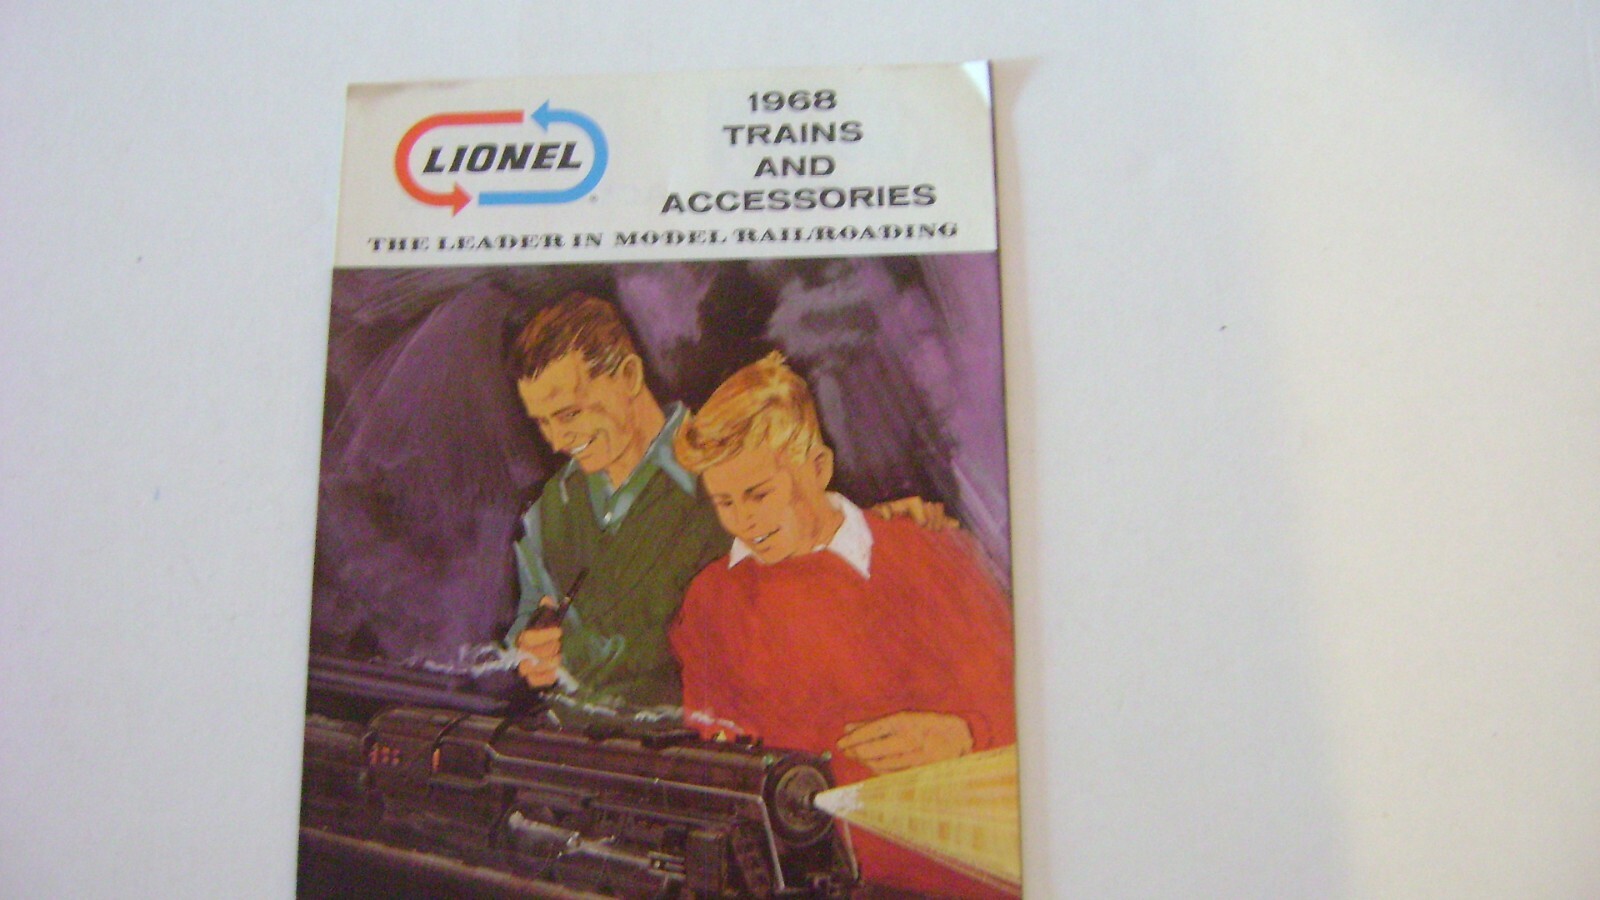 LIONEL
1968
TRAINS
AND
ACCESSORIES
THE LEADER IN MODEL RAILROADING